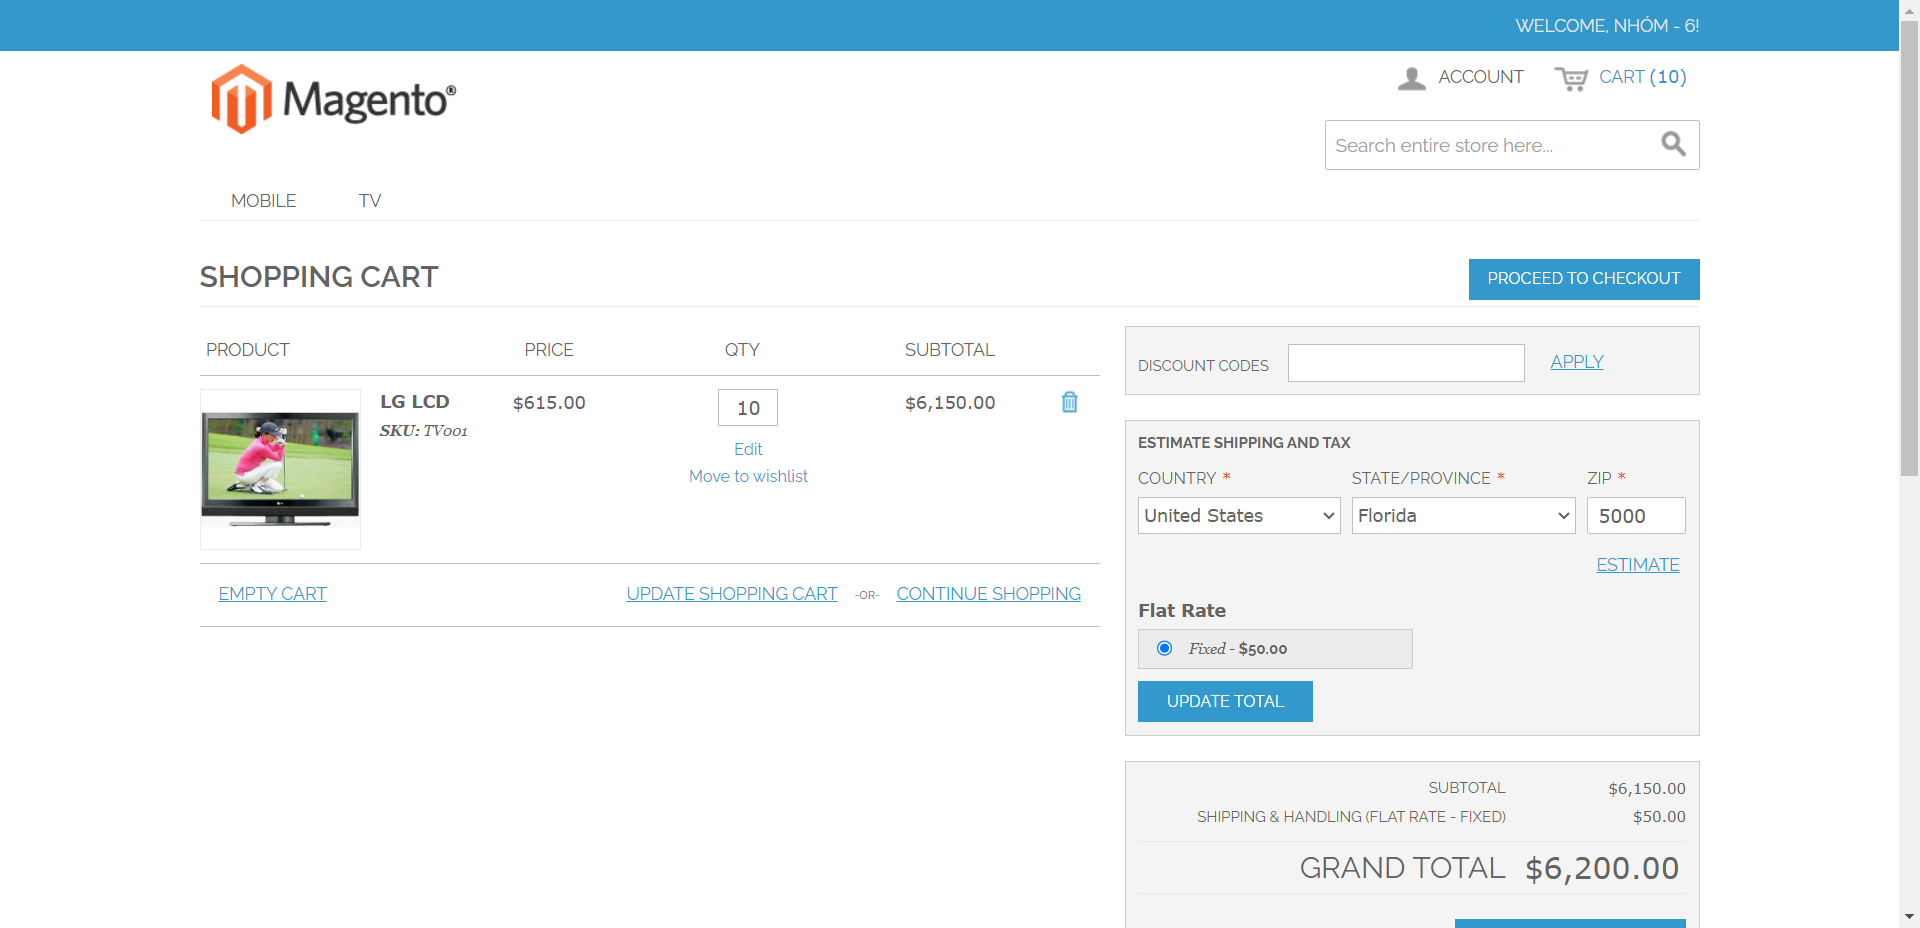 WELCOME, NHÓM - 6!
Magento®
ACCOUNT
CART (10)
Search entire store here...
MOBILE
TV
SHOPPING CART
PROCEED TO CHECKOUT
PRODUCT PRICE QTY SUBTOTAL
LG LCD $615.00 10 $6,150.00
SKU: TV001
Edit
Move to wishlist
EMPTY CART UPDATE SHOPPING CART -OR- CONTINUE SHOPPING
DISCOUNT CODES APPLY
ESTIMATE SHIPPING AND TAX
COUNTRY * STATE/PROVINCE * ZIP *
United States Florida 5000
ESTIMATE
Flat Rate
Fixed - $50.00
UPDATE TOTAL
SUBTOTAL $6,150.00
SHIPPING & HANDLING (FLAT RATE - FIXED) $50.00
GRAND TOTAL $6,200.00